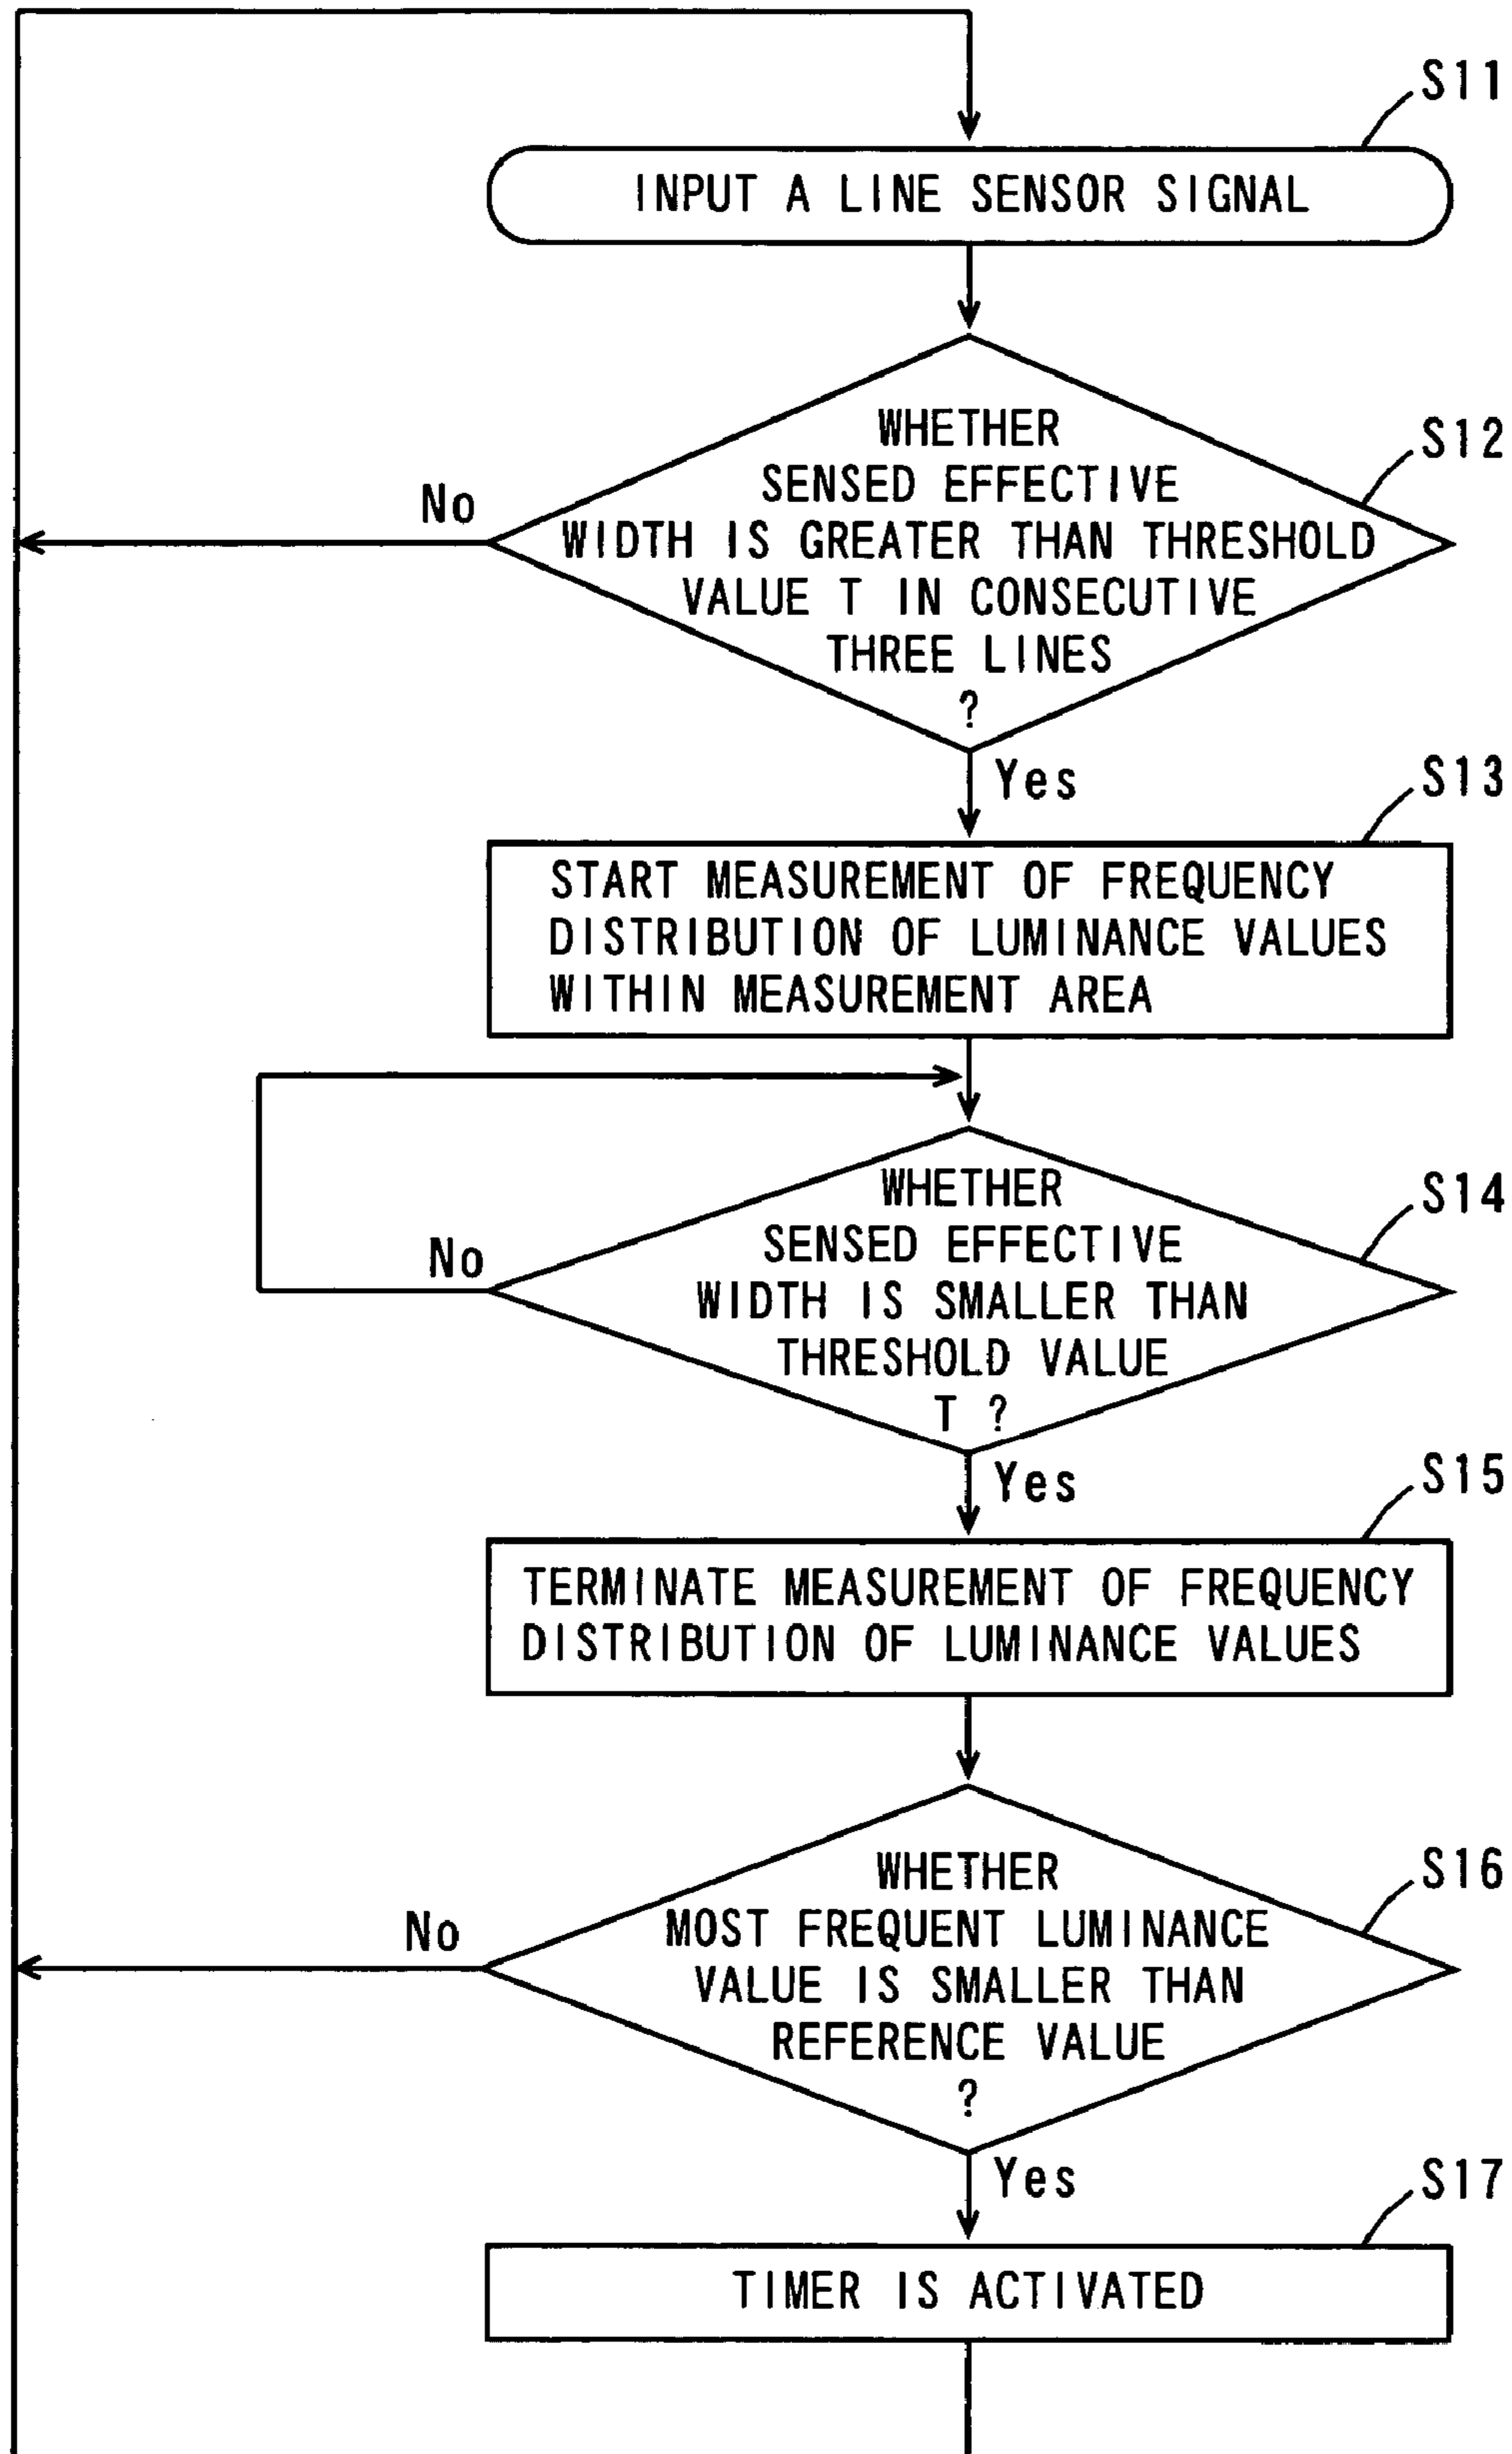 S11
INPUT A LINE SENSOR SIGNAL
S12
WHETHER
SENSED EFFECTIVE
WIDTH IS GREATER THAN THRESHOLD
VALUE T IN CONSECUTIVE
THREE LINES
?
No
Yes
S13
START MEASUREMENT OF FREQUENCY
DISTRIBUTION OF LUMINANCE VALUES
WITHIN MEASUREMENT AREA
S14
WHETHER
SENSED EFFECTIVE
WIDTH IS SMALLER THAN
THRESHOLD VALUE
T ?
No
Yes
S15
TERMINATE MEASUREMENT OF FREQUENCY
DISTRIBUTION OF LUMINANCE VALUES
S16
WHETHER
MOST FREQUENT LUMINANCE
VALUE IS SMALLER THAN
REFERENCE VALUE
?
No
Yes
S17
TIMER IS ACTIVATED